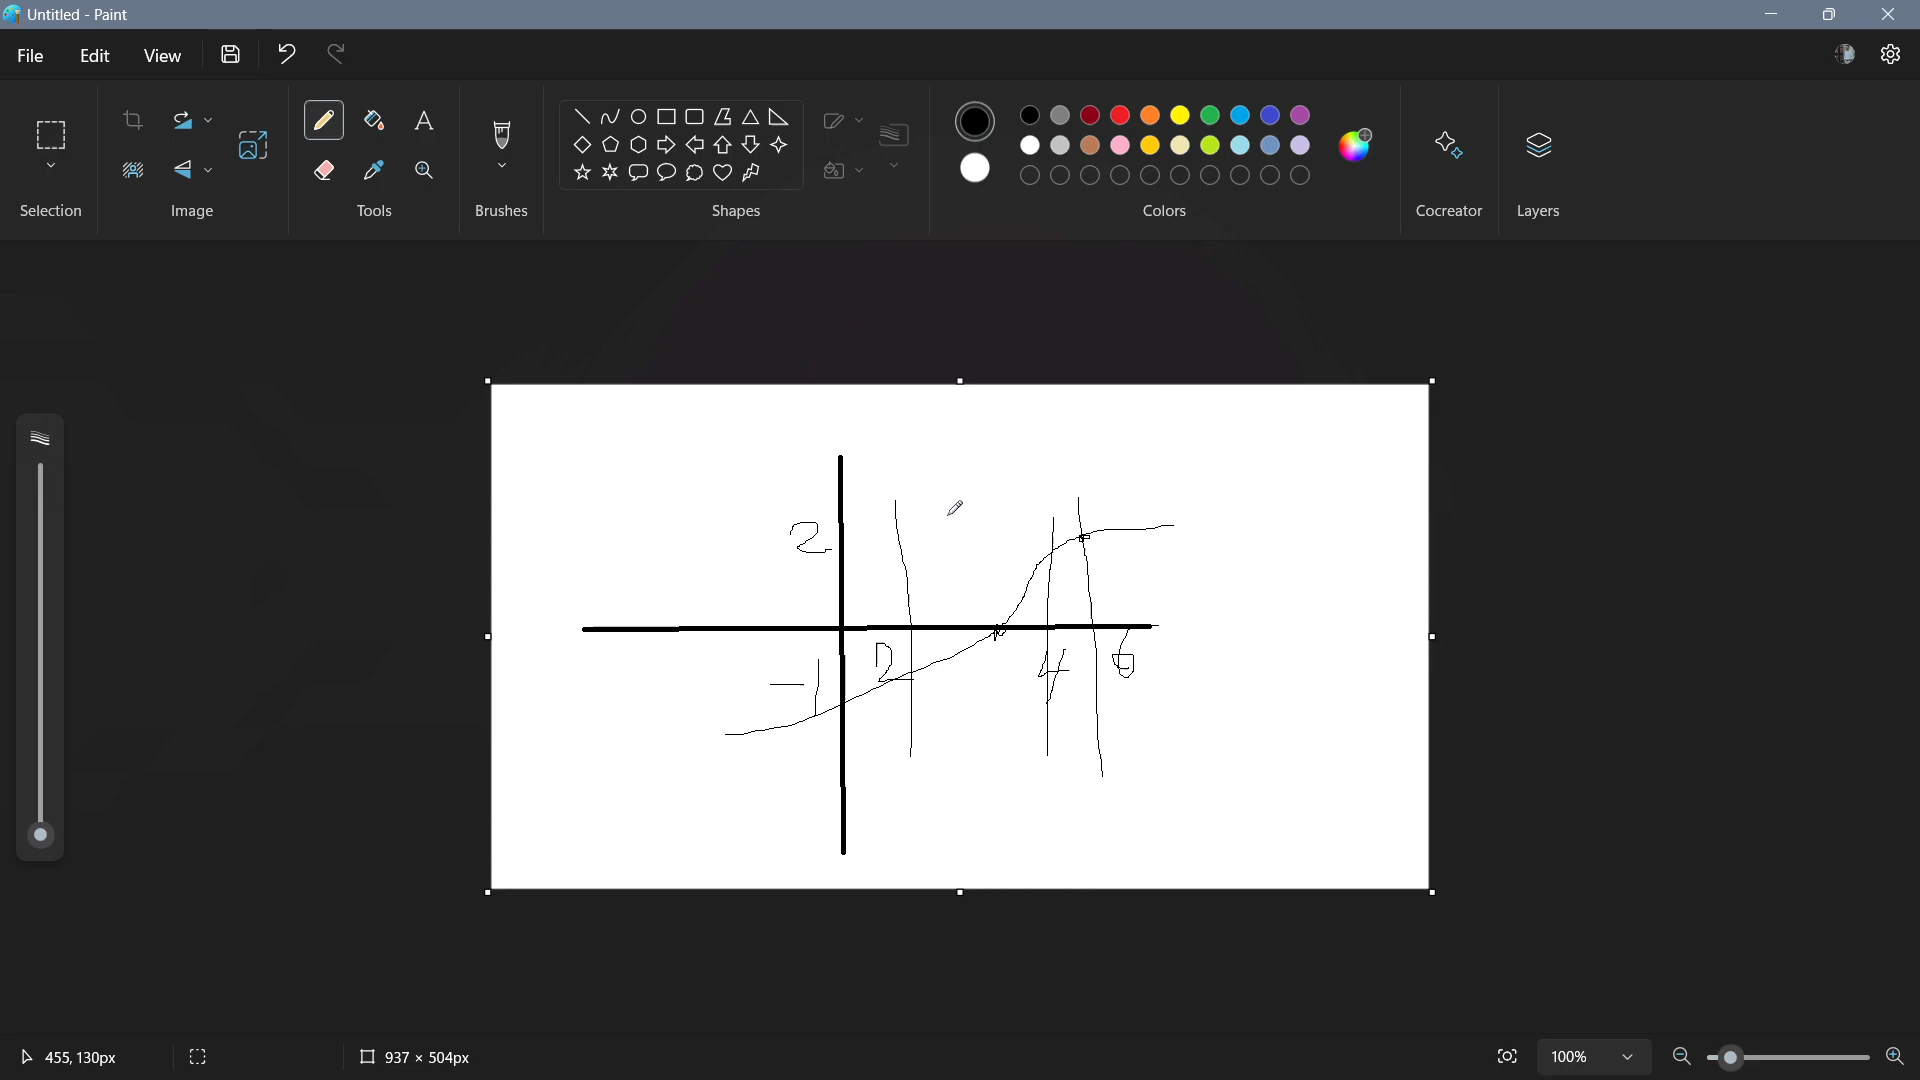 Untitled - Paint
File Edit View
Selection Image Tools Brushes Shapes Colors Cocreator Layers
2
-1 2 4 6
455, 130px 937 × 504px 100%